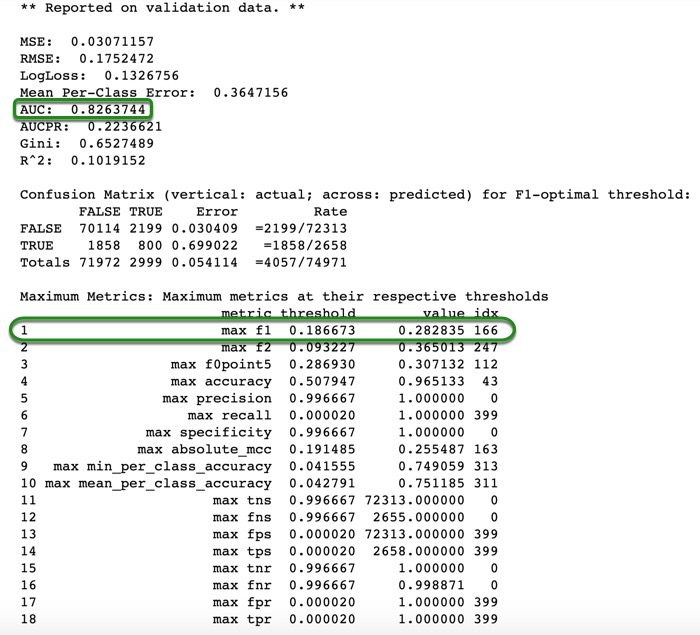 ** Reported on validation data. **
MSE: 0.03071157
RMSE: 0.1752472
LogLoss: 0.1326756
Mean Per-Class Error: 0.3647156
AUC: 0.8263744
AUCPR: 0.2236621
Gini: 0.6527489
R^2: 0.1019152
Confusion Matrix (vertical: actual; across: predicted) for F1-optimal threshold:
FALSE TRUE Error Rate
FALSE 70114 2199 0.030409 =2199/72313
TRUE 1858 800 0.699022 =1858/2658
Totals 71972 2999 0.054114 =4057/74971
Maximum Metrics: Maximum metrics at their respective thresholds
metric threshold value idx
1 max f1 0.186673 0.282835 166
2 max f2 0.093227 0.365013 247
3 max f0point5 0.286930 0.307132 112
4 max accuracy 0.507947 0.965133 43
5 max precision 0.996667 1.000000 0
6 max recall 0.000020 1.000000 399
7 max specificity 0.996667 1.000000 0
8 max absolute_mcc 0.191485 0.255487 163
9 max min_per_class_accuracy 0.041555 0.749059 313
10 max mean_per_class_accuracy 0.042791 0.751185 311
11 max tns 0.996667 72313.000000 0
12 max fns 0.996667 2655.000000 0
13 max fps 0.000020 72313.000000 399
14 max tps 0.000020 2658.000000 399
15 max tnr 0.996667 1.000000 0
16 max fnr 0.996667 0.998871 0
17 max fpr 0.000020 1.000000 399
18 max tpr 0.000020 1.000000 399